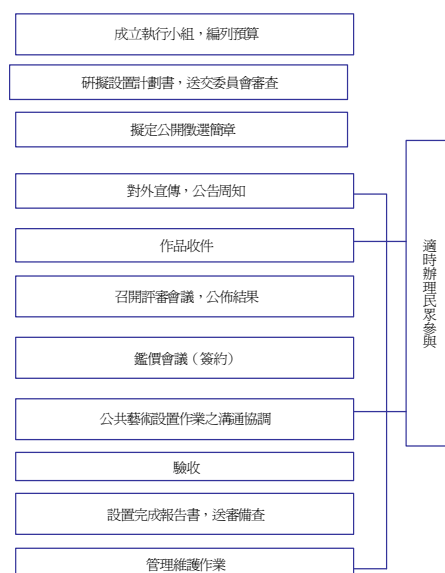 成立執行小組，編列預算
研擬設置計劃書，送交委員會審查
擬定公開徵選簡章
對外宣傳，公告周知
作品收件
召開評審會議，公佈結果
鑑價會議（簽約）
公共藝術設置作業之溝通協調
驗收
設置完成報告書，送審備查
管理維護作業
適時辦理民眾參與